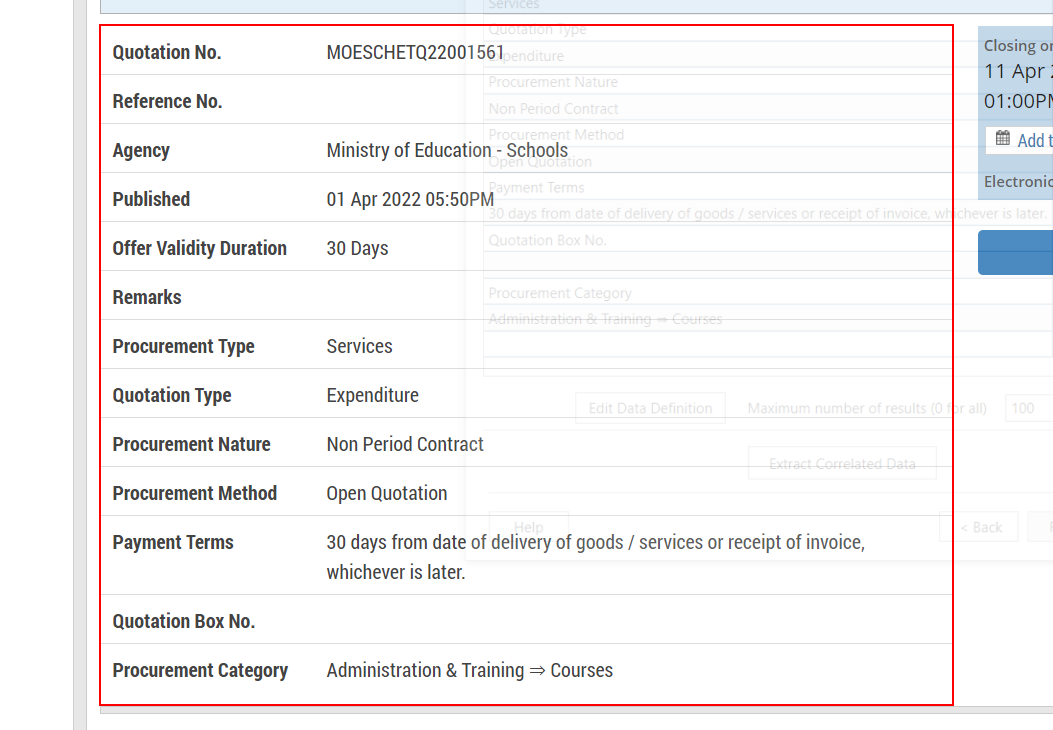 Quotation No. MOESCHETQ22001561
Reference No.
Agency Ministry of Education - Schools
Published 01 Apr 2022 05:50PM
Offer Validity Duration 30 Days
Remarks
Procurement Type Services
Quotation Type Expenditure
Procurement Nature Non Period Contract
Procurement Method Open Quotation
Payment Terms 30 days from date of delivery of goods / services or receipt of invoice,
whichever is later.
Quotation Box No.
Procurement Category Administration & Training ⇒ Courses
Services
Quotation Type
Expenditure
Procurement Nature
Non Period Contract
Procurement Method
Open Quotation
Payment Terms
30 days from date of delivery of goods / services or receipt of invoice, whichever is later.
Quotation Box No.
Procurement Category
Administration & Training ⇒ Courses
Edit Data Definition Maximum number of results (0 for all) 100
Extract Correlated Data
Help < Back
Closing
11 Apr
01:00PM
Add
Electronic